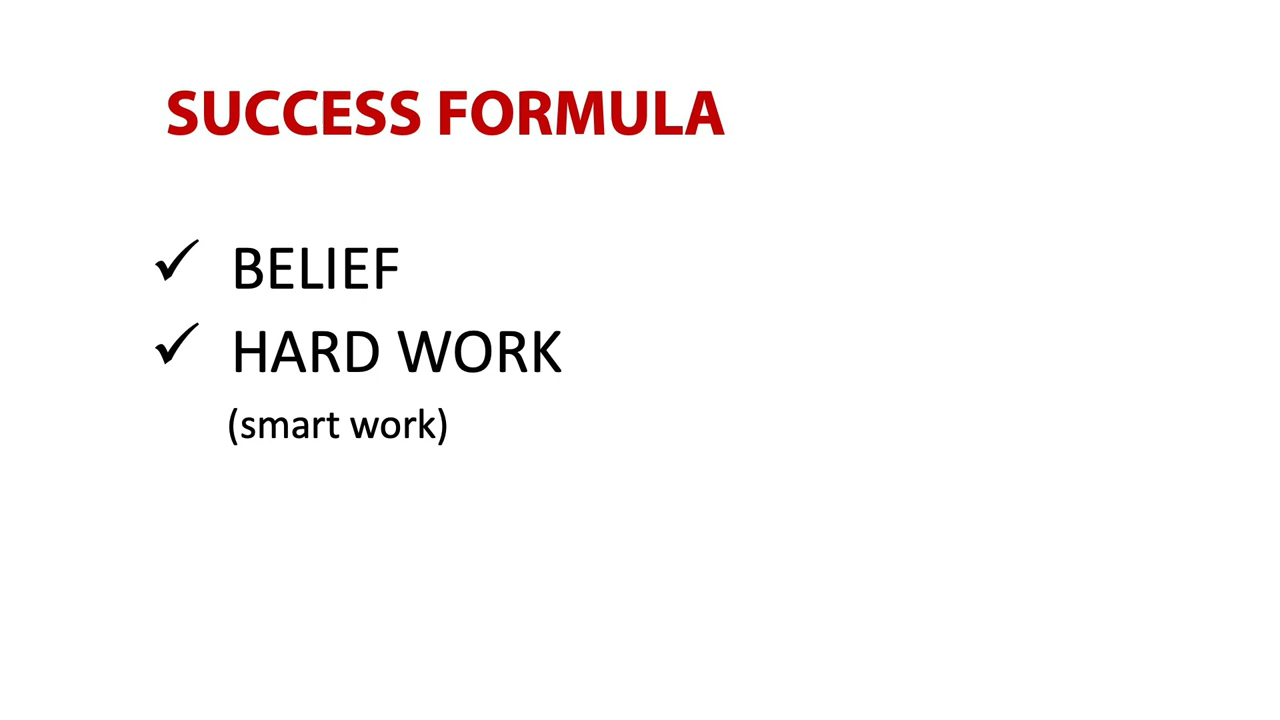 SUCCESS FORMULA
✓ BELIEF
✓ HARD WORK
(smart work)